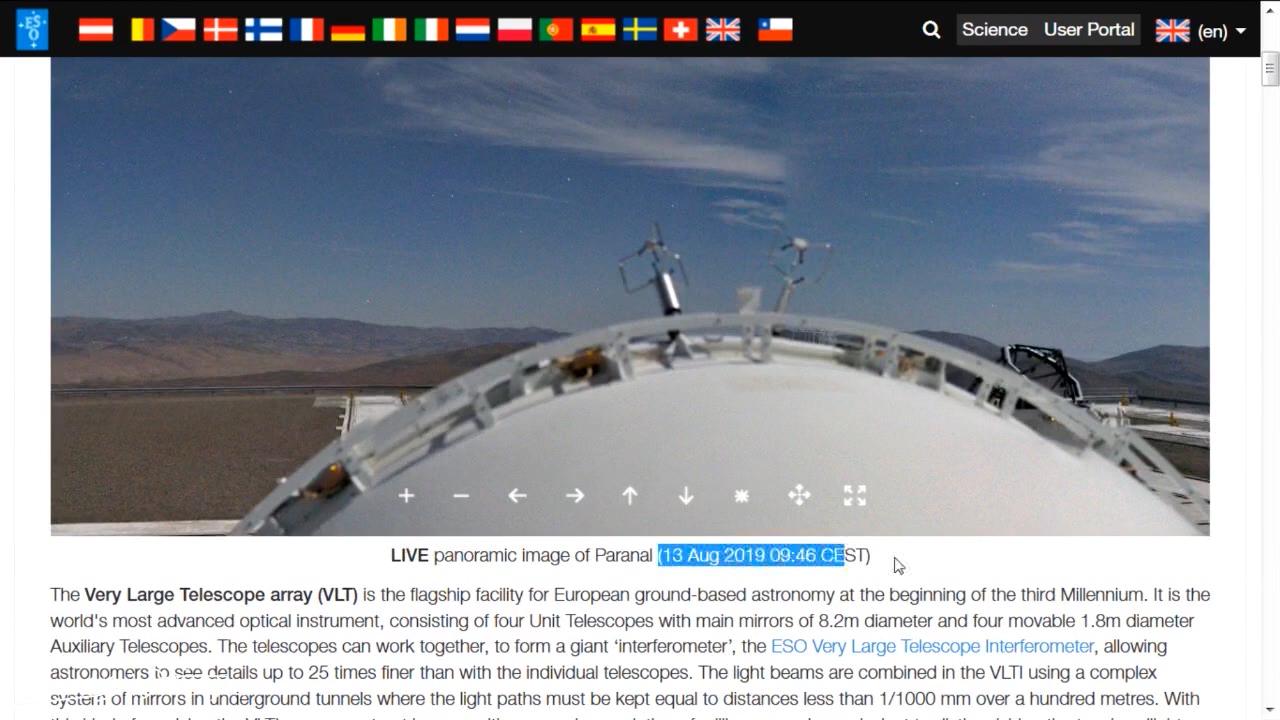 ESO
Science User Portal (en)
LIVE panoramic image of Paranal (13 Aug 2019 09:46 CEST)
The Very Large Telescope array (VLT) is the flagship facility for European ground-based astronomy at the beginning of the third Millennium. It is the
world's most advanced optical instrument, consisting of four Unit Telescopes with main mirrors of 8.2m diameter and four movable 1.8m diameter
Auxiliary Telescopes. The telescopes can work together, to form a giant ‘interferometer’, the ESO Very Large Telescope Interferometer, allowing
astronomers to see details up to 25 times finer than with the individual telescopes. The light beams are combined in the VLTI using a complex
system of mirrors in underground tunnels where the light paths must be kept equal to distances less than 1/1000 mm over a hundred metres. With